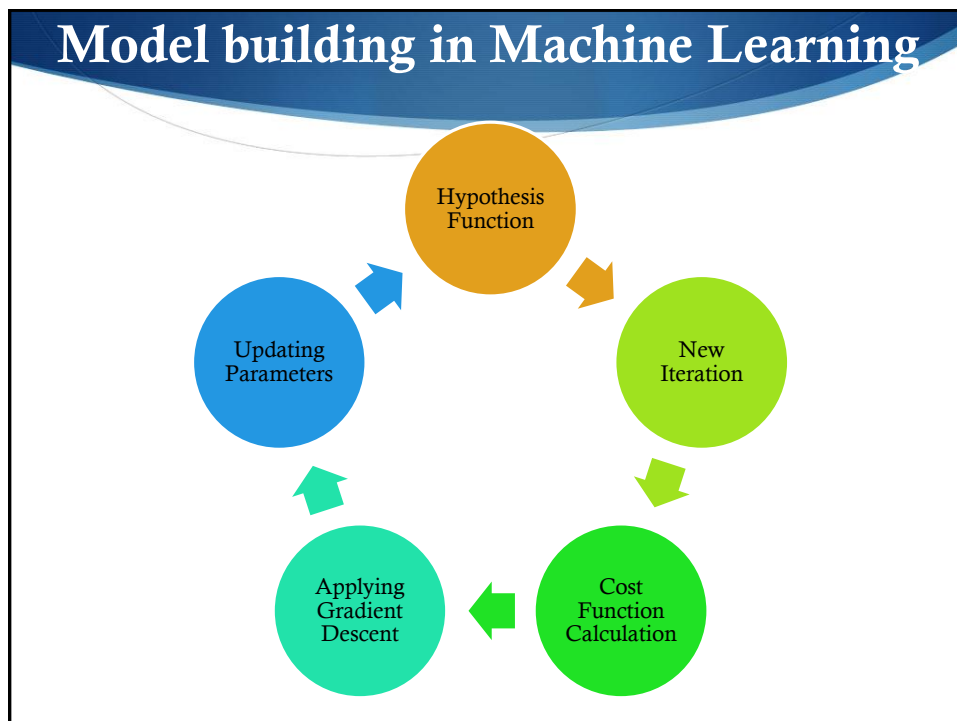 Model building in Machine Learning
Hypothesis
Function
New
Iteration
Cost
Function
Calculation
Applying
Gradient
Descent
Updating
Parameters